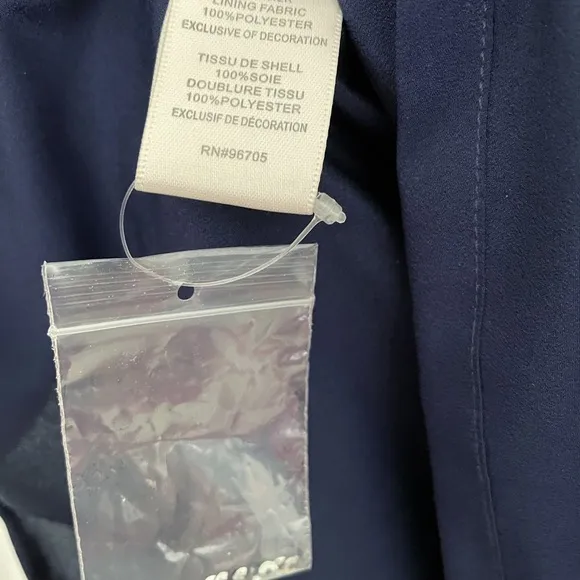 LINING FABRIC
100%POLYESTER
EXCLUSIVE OF DECORATION
TISSU DE SHELL
100%SOIE
DOUBLURE TISSU
100%POLYESTER
EXCLUSIF DE DÉCORATION
RN#96705